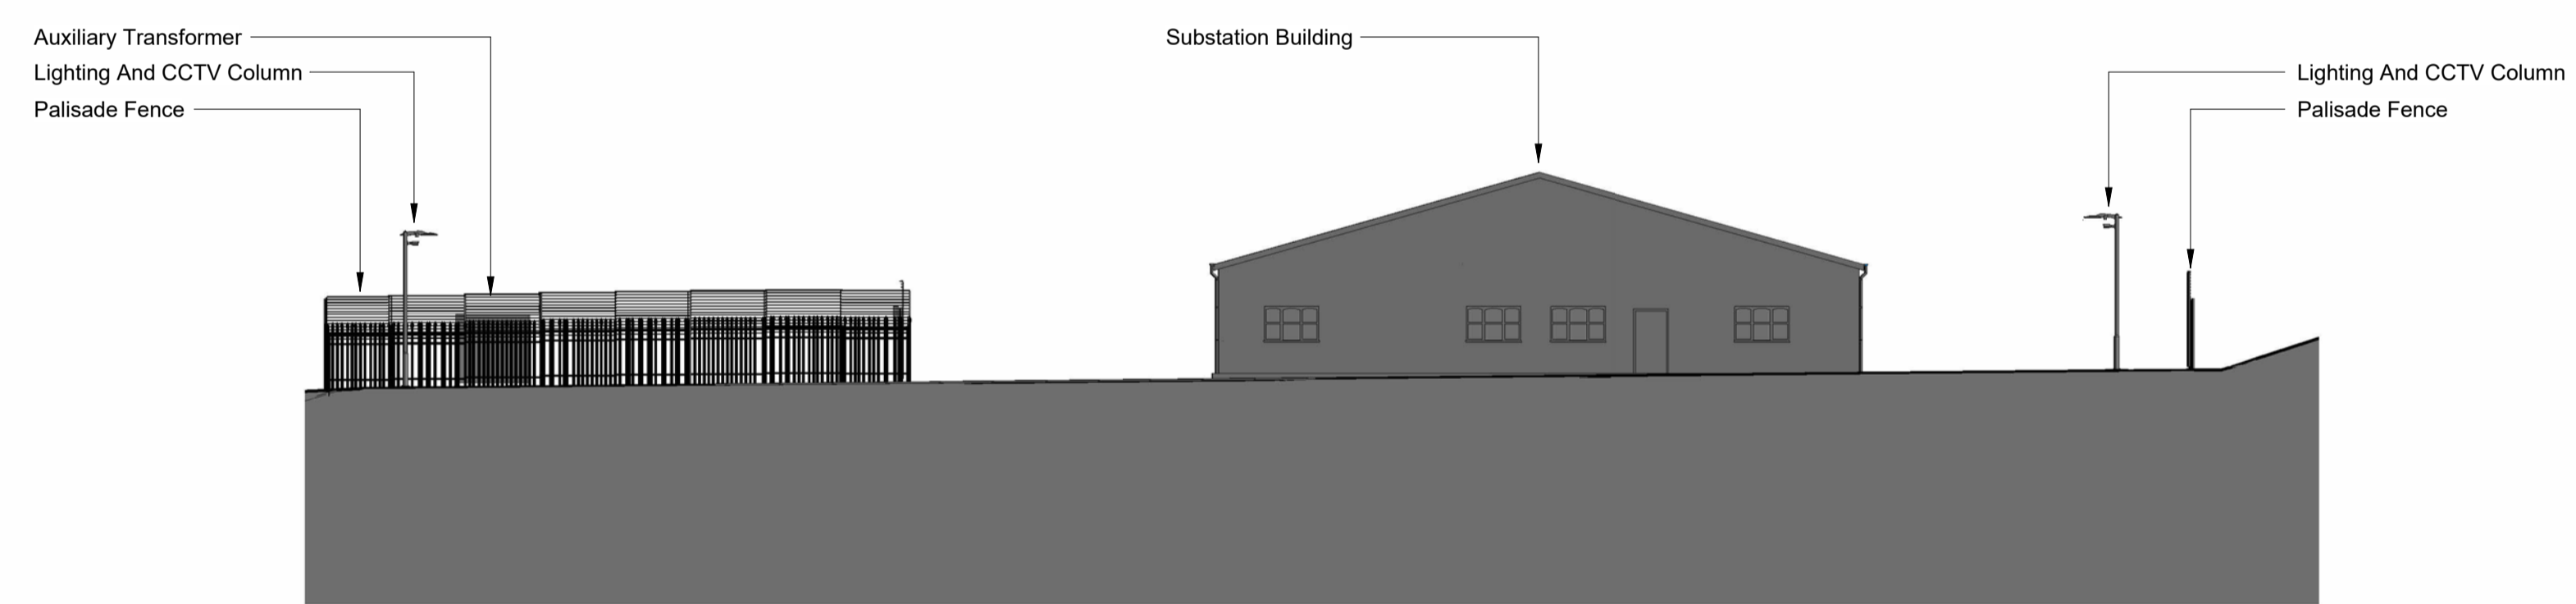 Auxiliary Transformer
Lighting And CCTV Column
Palisade Fence
Substation Building
Lighting And CCTV Column
Palisade Fence